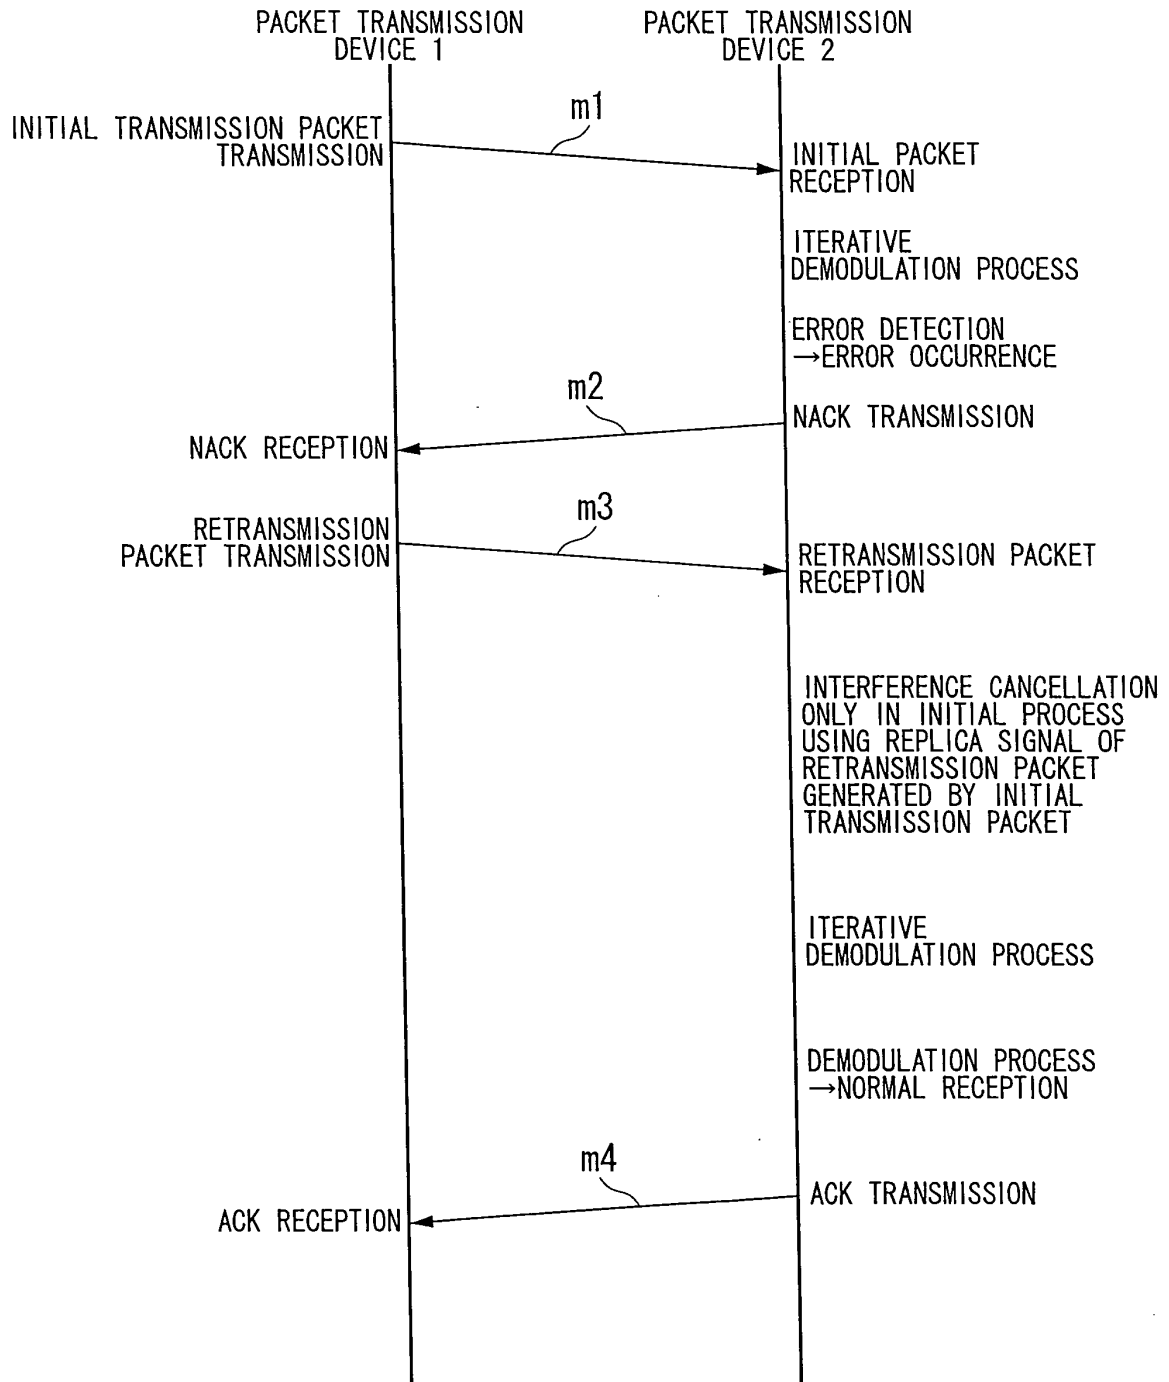 PACKET TRANSMISSION
DEVICE 1
PACKET TRANSMISSION
DEVICE 2
m1
INITIAL TRANSMISSION PACKET
TRANSMISSION
INITIAL PACKET
RECEPTION
ITERATIVE
DEMODULATION PROCESS
ERROR DETECTION
→ERROR OCCURRENCE
m2
NACK TRANSMISSION
NACK RECEPTION
m3
RETRANSMISSION
PACKET TRANSMISSION
RETRANSMISSION PACKET
RECEPTION
INTERFERENCE CANCELLATION
ONLY IN INITIAL PROCESS
USING REPLICA SIGNAL OF
RETRANSMISSION PACKET
GENERATED BY INITIAL
TRANSMISSION PACKET
ITERATIVE
DEMODULATION PROCESS
DEMODULATION PROCESS
→NORMAL RECEPTION
m4
ACK TRANSMISSION
ACK RECEPTION